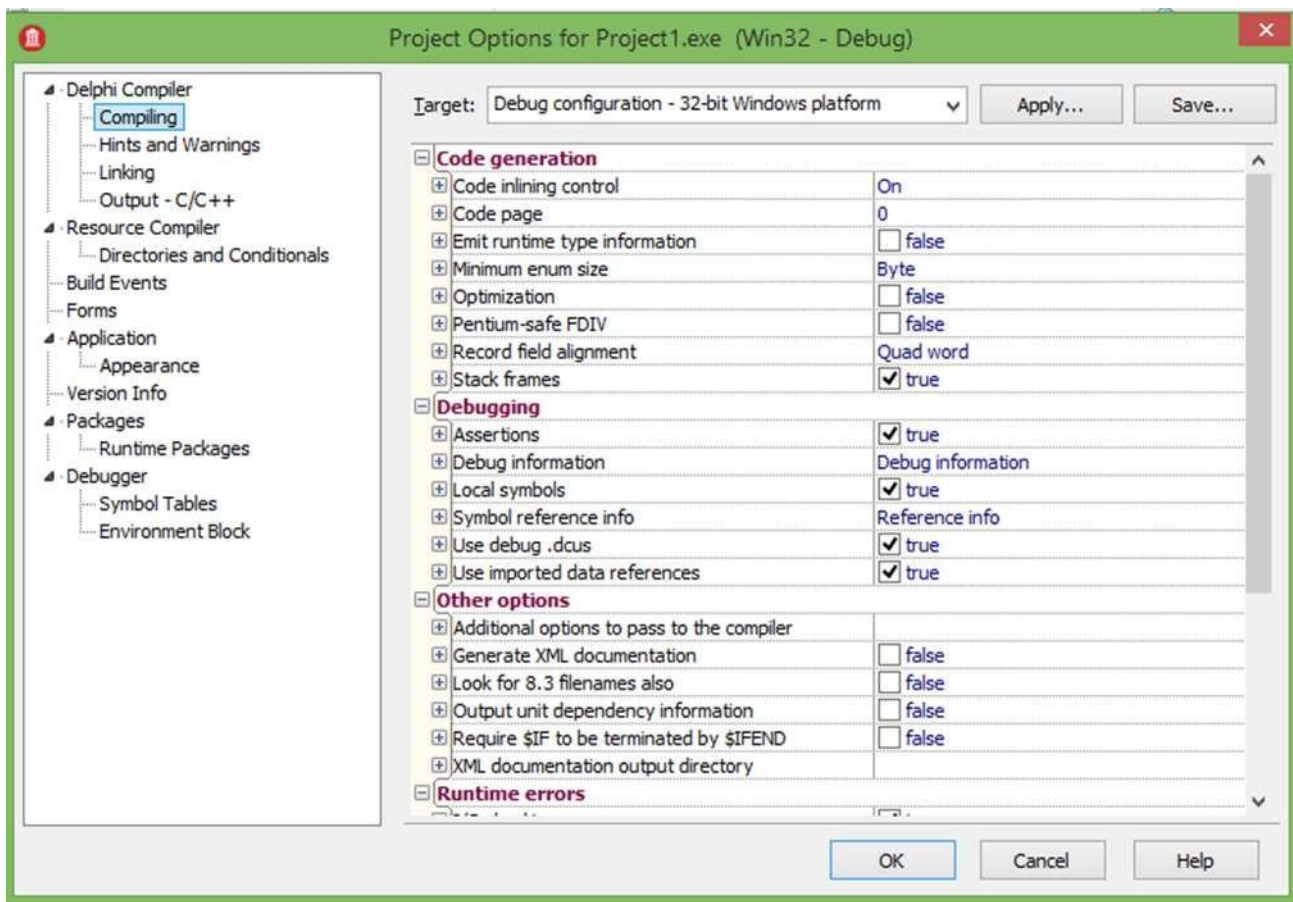 Project Options for Project1.exe (Win32 - Debug)
Delphi Compiler
Compiling
Hints and Warnings
Linking
Output - C/C++
Resource Compiler
Directories and Conditionals
Build Events
Forms
Application
Appearance
Version Info
Packages
Runtime Packages
Debugger
Symbol Tables
Environment Block
Target: Debug configuration - 32-bit Windows platform Apply... Save...
Code generation
Code inlining control On
Code page 0
Emit runtime type information false
Minimum enum size Byte
Optimization false
Pentium-safe FDIV false
Record field alignment Quad word
Stack frames true
Debugging
Assertions true
Debug information Debug information
Local symbols true
Symbol reference info Reference info
Use debug .dcus true
Use imported data references true
Other options
Additional options to pass to the compiler
Generate XML documentation false
Look for 8.3 filenames also false
Output unit dependency information false
Require $IF to be terminated by $IFEND false
XML documentation output directory
Runtime errors
OK Cancel Help